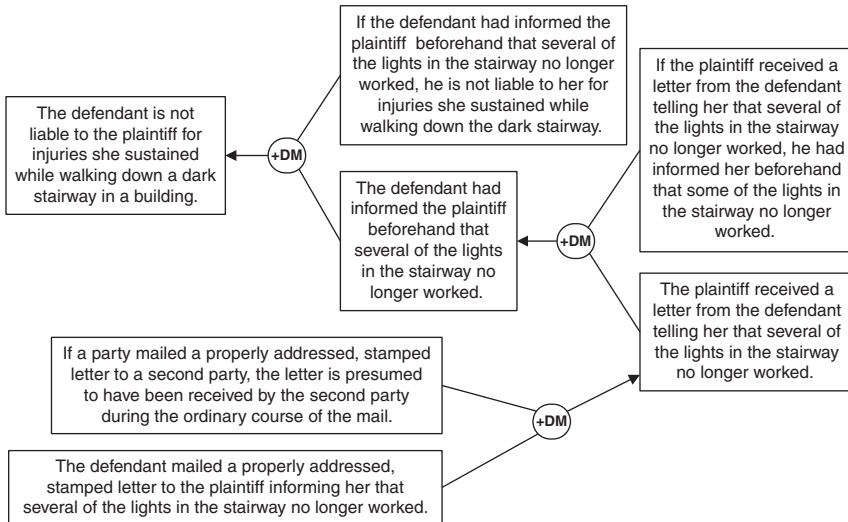 If the defendant had informed the
plaintiff beforehand that several of
the lights in the stairway no longer
worked, he is not liable to her for
injuries she sustained while
walking down the dark stairway.
If the plaintiff received a
letter from the defendant
telling her that several of
the lights in the stairway
no longer worked, he had
informed her beforehand
that some of the lights in
the stairway no longer
worked.
The defendant is not
liable to the plaintiff for
injuries she sustained
while walking down a dark
stairway in a building.
+DM
The defendant had
informed the plaintiff
beforehand that
several of the lights
in the stairway no
longer worked.
+DM
The plaintiff received a
letter from the defendant
telling her that several of
the lights in the stairway
no longer worked.
If a party mailed a properly addressed, stamped
letter to a second party, the letter is presumed
to have been received by the second party
during the ordinary course of the mail.
+DM
The defendant mailed a properly addressed,
stamped letter to the plaintiff informing her that
several of the lights in the stairway no longer worked.